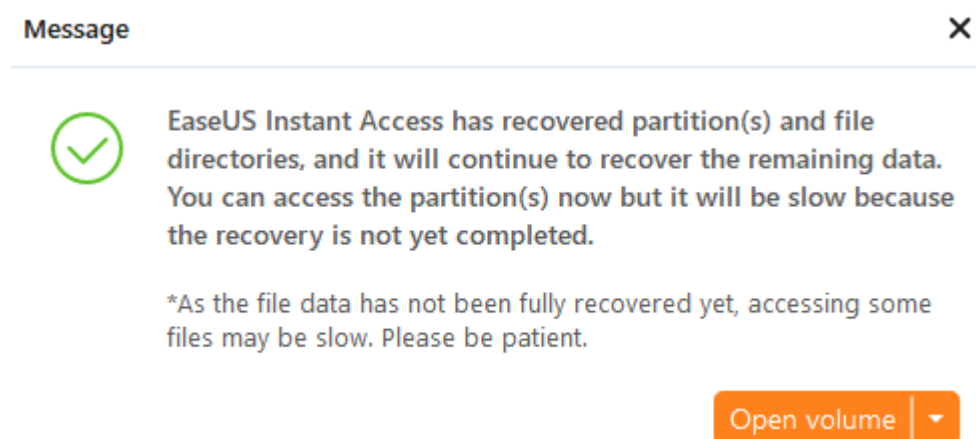 Message
EaseUS Instant Access has recovered partition(s) and file
directories, and it will continue to recover the remaining data.
You can access the partition(s) now but it will be slow because
the recovery is not yet completed.
*As the file data has not been fully recovered yet, accessing some
files may be slow. Please be patient.
Open volume